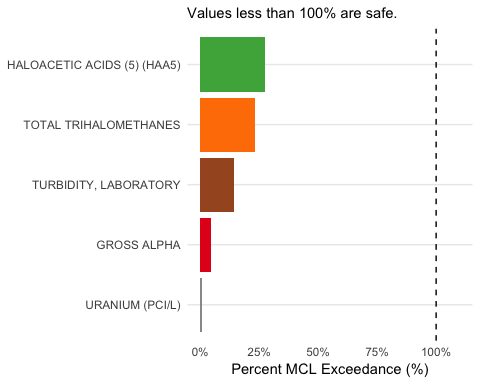 Values less than 100% are safe.
HALOACETIC ACIDS (5) (HAA5)
TOTAL TRIHALOMETHANES
TURBIDITY, LABORATORY
GROSS ALPHA
URANIUM (PCI/L)
0% 25% 50% 75% 100%
Percent MCL Exceedance (%)